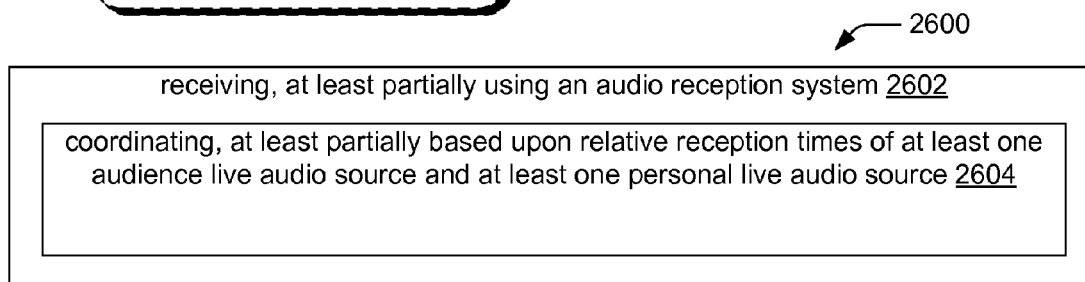 2600
receiving, at least partially using an audio reception system 2602
coordinating, at least partially based upon relative reception times of at least one
audience live audio source and at least one personal live audio source 2604